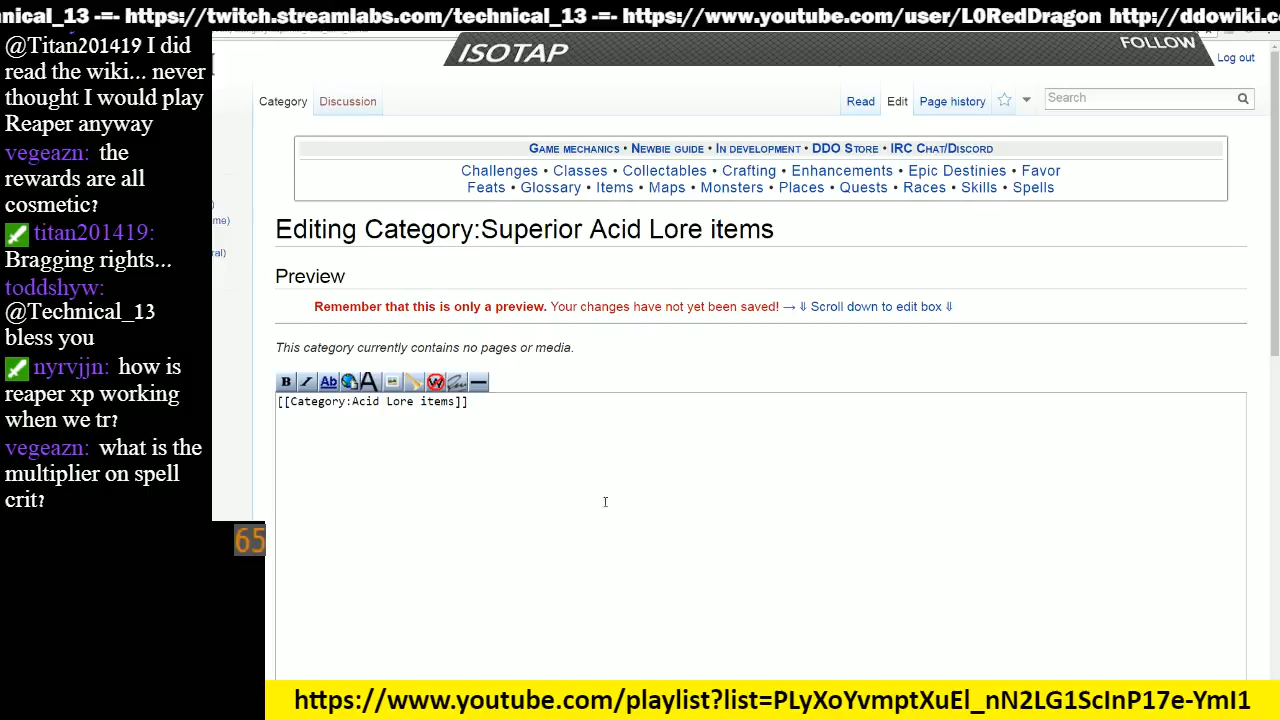 nical_13 -=- https://twitch.streamlabs.com/technical_13 -=- https://www.youtube.com/user/L0RedDragon http://ddowiki.c
@Titan201419 I did
read the wiki... never
thought I would play
Reaper anyway
vegeazn: the
rewards are all
cosmetic?
titan201419:
Bragging rights...
toddshyw:
@Technical_13
bless you
nyrvjjn: how is
reaper xp working
when we tr?
vegeazn: what is the
multiplier on spell
crit?
65
ISOTAP
FOLLOW
Log out
Category Discussion
Read Edit Page history
Search
Game mechanics • Newbie guide • In development • DDO Store • IRC Chat/Discord
Challenges • Classes • Collectables • Crafting • Enhancements • Epic Destinies • Favor
Feats • Glossary • Items • Maps • Monsters • Places • Quests • Races • Skills • Spells
Editing Category:Superior Acid Lore items
Preview
Remember that this is only a preview. Your changes have not yet been saved! → ⇓ Scroll down to edit box ⇓
This category currently contains no pages or media.
B I Ab A W
[[Category:Acid Lore items]]
https://www.youtube.com/playlist?list=PLyXoYvmptXuEl_nN2LG1ScInP17e-YmI1